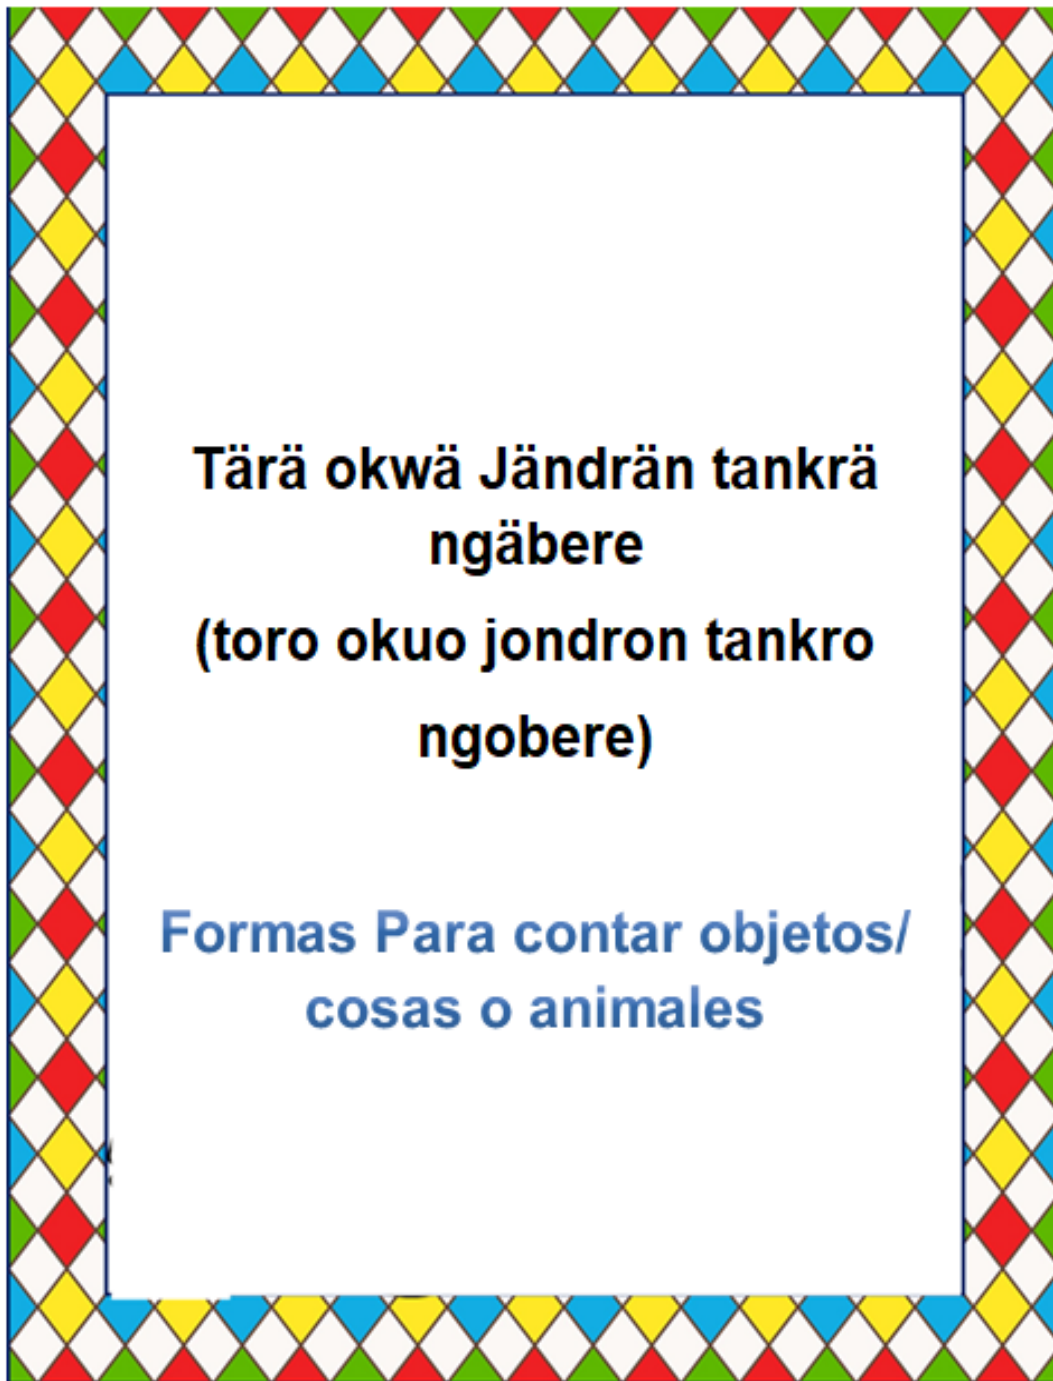 Tärä okwä Jändrän tankrä
ngäbere
(toro okuo jondron tankro
ngobere)
Formas Para contar objetos/
cosas o animales